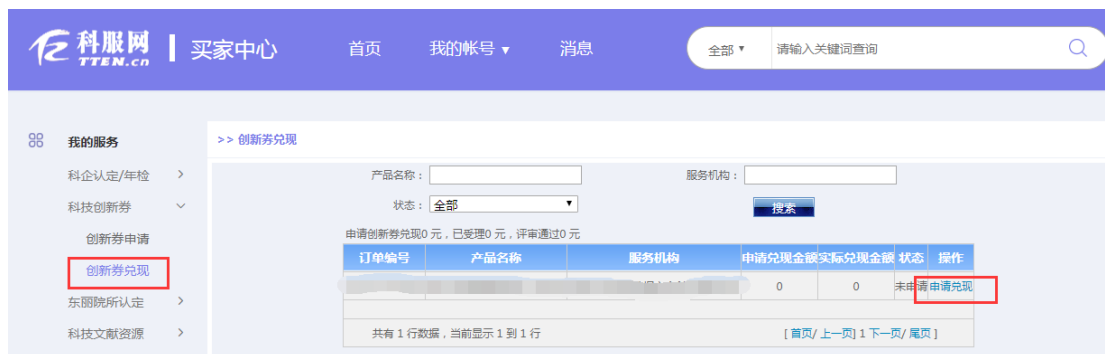 科服网 TTEN.cn 买家中心 首页 我的帐号 ▼ 消息 全部 ▼ 请输入关键词查询
我的服务
科企认定/年检
科技创新券
创新券申请
创新券兑现
东丽院所认定
科技文献资源
>> 创新券兑现
产品名称： 服务机构：
状态： 全部 搜索
申请创新券兑现0 元，已受理0 元，评审通过0 元
订单编号 产品名称 服务机构 申请兑现金额 实际兑现金额 状态 操作
0 0 未申请 申请兑现
共有 1 行数据，当前显示 1 到 1 行 [ 首页/ 上一页] 1 下一页/ 尾页 ]